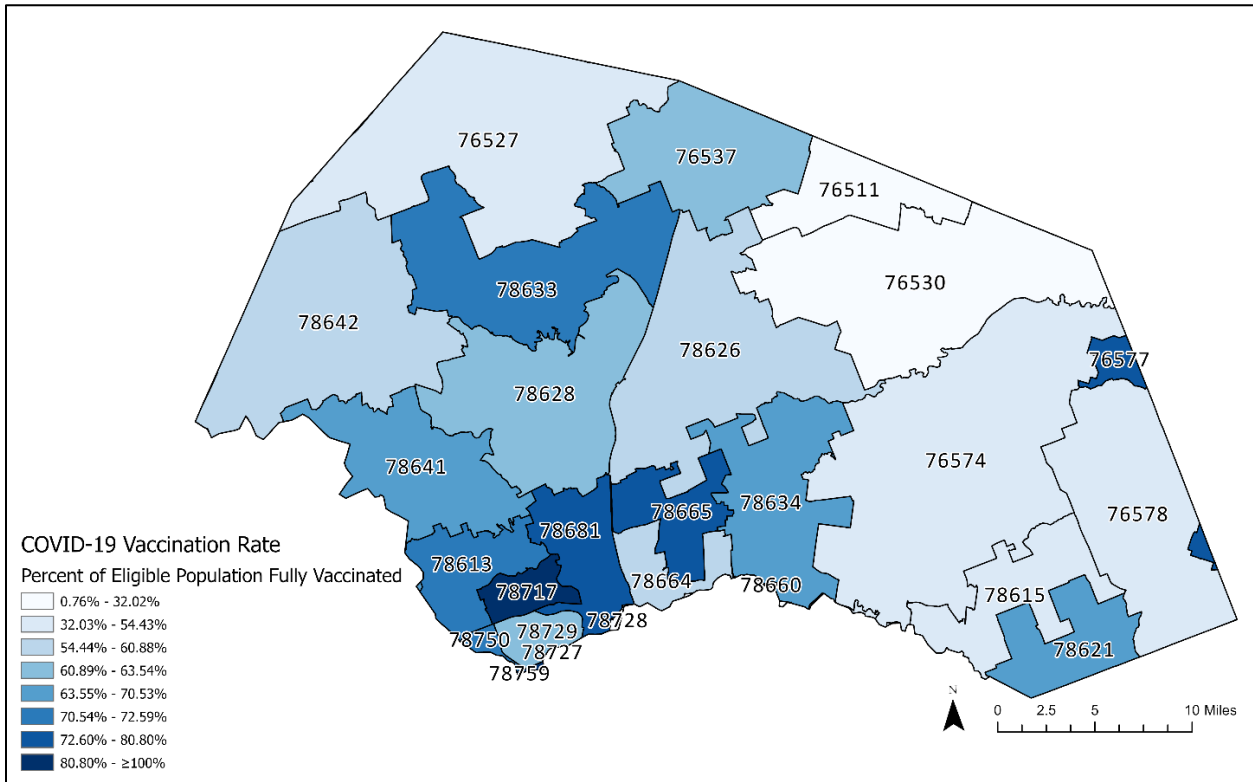 76527
76537
76511
76530
78633
78642
78626
76577
78628
76574
78641
78634
78665
76578
78681
78613
78664
78660
78717
78615
78728
78729
78750
78727
78621
78759
COVID-19 Vaccination Rate
Percent of Eligible Population Fully Vaccinated
0.76% - 32.02%
32.03% - 54.43%
54.44% - 60.88%
60.89% - 63.54%
63.55% - 70.53%
70.54% - 72.59%
72.60% - 80.80%
80.80% - ≥100%
N
0 2.5 5 10 Miles